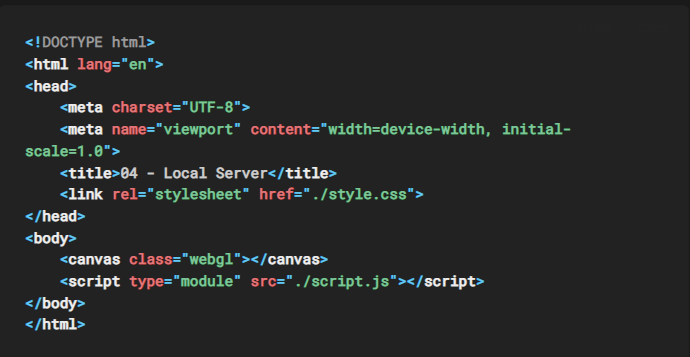 <!DOCTYPE html>
<html lang="en">
<head>
    <meta charset="UTF-8">
    <meta name="viewport" content="width=device-width, initial-
scale=1.0">
    <title>04 - Local Server</title>
    <link rel="stylesheet" href="./style.css">
</head>
<body>
    <canvas class="webgl"></canvas>
    <script type="module" src="./script.js"></script>
</body>
</html>